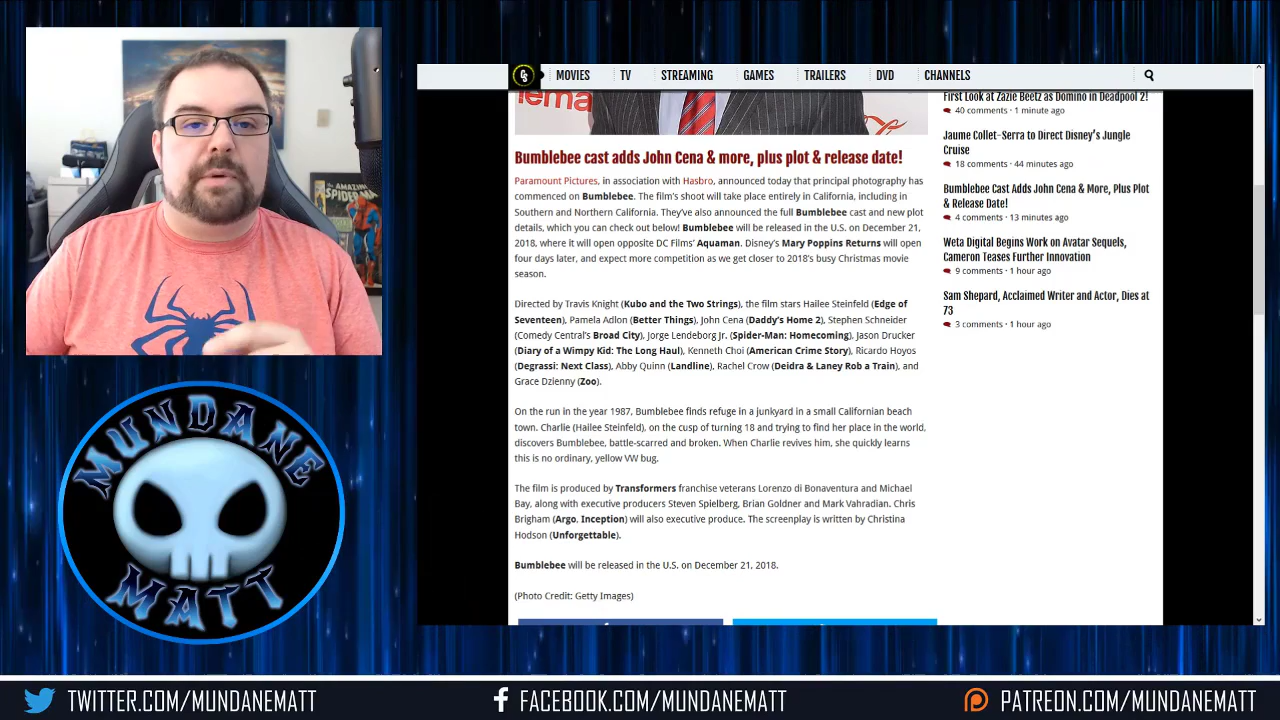 THE AMAZING
SPIDER-MAN
MUNDANE
MATT
CS
MOVIES TV STREAMING GAMES TRAILERS DVD CHANNELS
Bumblebee cast adds John Cena & more, plus plot & release date!
Paramount Pictures, in association with Hasbro, announced today that principal photography has
commenced on Bumblebee. The film's shoot will take place entirely in California, including in
Southern and Northern California. They've also announced the full Bumblebee cast and new plot
details, which you can check out below! Bumblebee will be released in the U.S. on December 21,
2018, where it will open opposite DC Films' Aquaman. Disney's Mary Poppins Returns will open
four days later, and expect more competition as we get closer to 2018's busy Christmas movie
season.
Directed by Travis Knight (Kubo and the Two Strings), the film stars Hailee Steinfeld (Edge of
Seventeen), Pamela Adlon (Better Things), John Cena (Daddy's Home 2), Stephen Schneider
(Comedy Central's Broad City), Jorge Lendeborg Jr. (Spider-Man: Homecoming), Jason Drucker
(Diary of a Wimpy Kid: The Long Haul), Kenneth Choi (American Crime Story), Ricardo Hoyos
(Degrassi: Next Class), Abby Quinn (Landline), Rachel Crow (Deidra & Laney Rob a Train), and
Grace Dzienny (Zoo).
On the run in the year 1987, Bumblebee finds refuge in a junkyard in a small Californian beach
town. Charlie (Hailee Steinfeld), on the cusp of turning 18 and trying to find her place in the world,
discovers Bumblebee, battle-scarred and broken. When Charlie revives him, she quickly learns
this is no ordinary, yellow VW bug.
The film is produced by Transformers franchise veterans Lorenzo di Bonaventura and Michael
Bay, along with executive producers Steven Spielberg, Brian Goldner and Mark Vahradian. Chris
Brigham (Argo, Inception) will also executive produce. The screenplay is written by Christina
Hodson (Unforgettable).
Bumblebee will be released in the U.S. on December 21, 2018.
(Photo Credit: Getty Images)
First Look at Zazie Beetz as Domino in Deadpool 2!
40 comments · 1 minute ago
Jaume Collet-Serra to Direct Disney's Jungle
Cruise
18 comments · 44 minutes ago
Bumblebee Cast Adds John Cena & More, Plus Plot
& Release Date!
4 comments · 13 minutes ago
Weta Digital Begins Work on Avatar Sequels,
Cameron Teases Further Innovation
9 comments · 1 hour ago
Sam Shepard, Acclaimed Writer and Actor, Dies at
73
3 comments · 1 hour ago
TWITTER.COM/MUNDANEMATT
FACEBOOK.COM/MUNDANEMATT
PATREON.COM/MUNDANEMATT